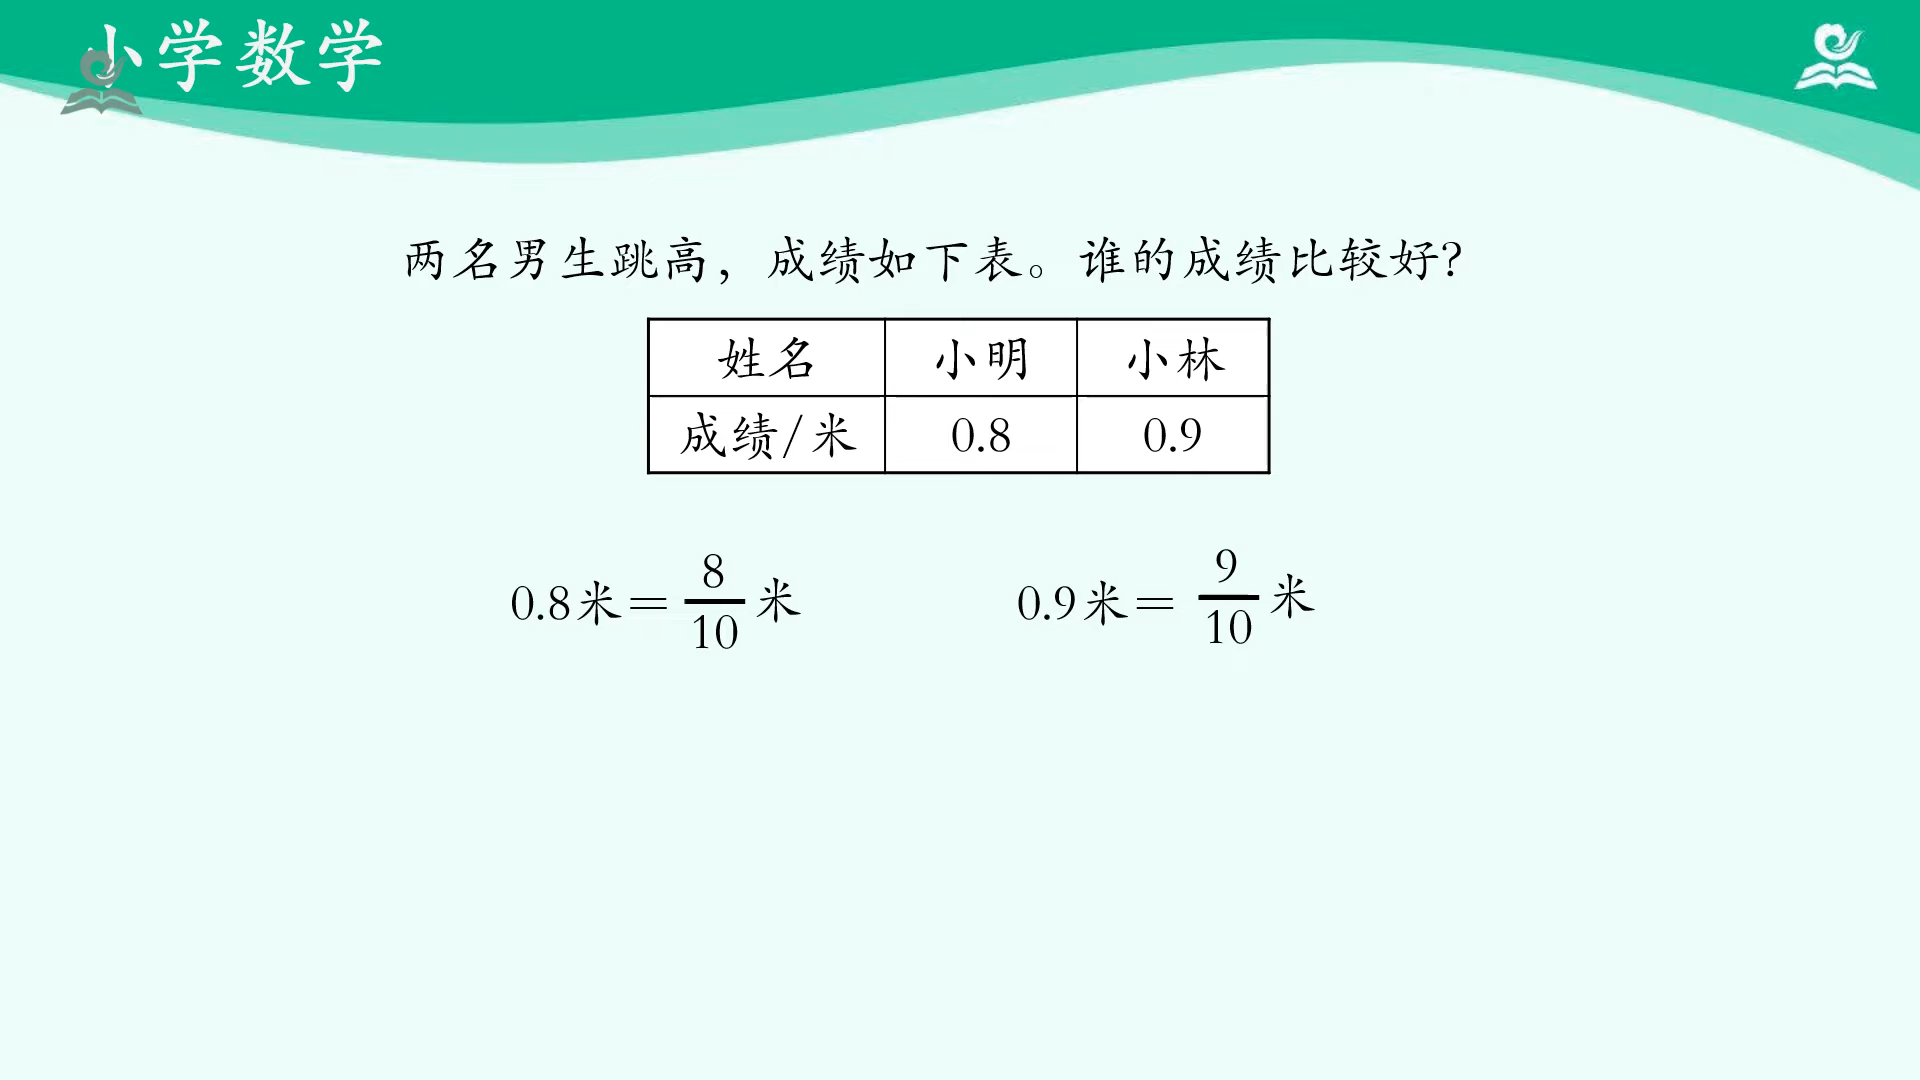 小学数学
两名男生跳高，成绩如下表。谁的成绩比较好?
姓名 小明 小林
成绩/米 0.8 0.9
0.8米＝8/10米 0.9米＝9/10米